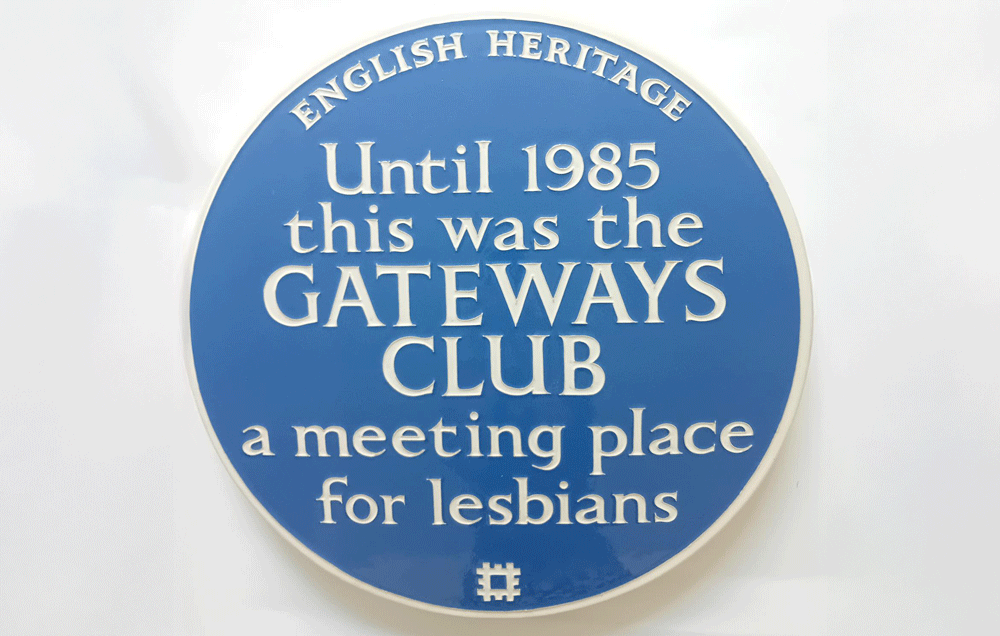 ENGLISH HERITAGE
Until 1985
this was the
GATEWAYS
CLUB
a meeting place
for lesbians